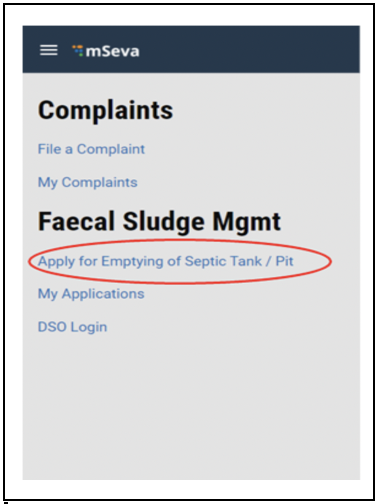 mSeva
Complaints
File a Complaint
My Complaints
Faecal Sludge Mgmt
Apply for Emptying of Septic Tank / Pit
My Applications
DSO Login